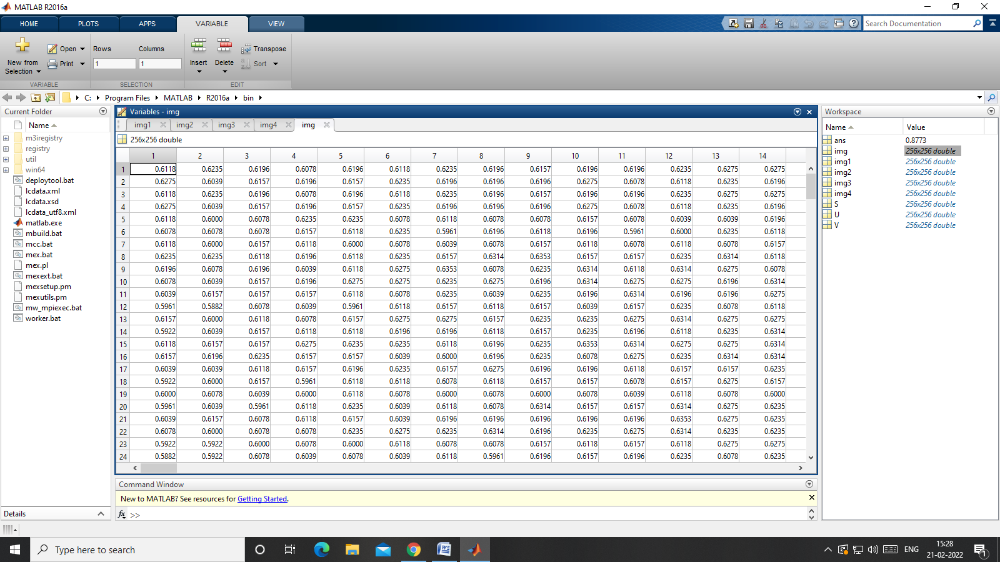 MATLAB R2016a
HOME PLOTS APPS VARIABLE VIEW
Search Documentation
New from Selection
Open
Print
Rows Columns
1 1
Insert Delete
Transpose
Sort
VARIABLE SELECTION EDIT
C: Program Files MATLAB R2016a bin
Current Folder
Name
m3iregistry
registry
util
win64
deploytool.bat
lcdata.xml
lcdata.xsd
lcdata_utf8.xml
matlab.exe
mbuild.bat
mcc.bat
mex.bat
mex.pl
mexext.bat
mexsetup.pm
mexutils.pm
mw_mpiexec.bat
worker.bat
Details
Variables - img
img1 img2 img3 img4 img
256x256 double
1 2 3 4 5 6 7 8 9 10 11 12 13 14
1 0.6118 0.6235 0.6196 0.6078 0.6196 0.6118 0.6235 0.6196 0.6157 0.6196 0.6196 0.6235 0.6275 0.6275
2 0.6275 0.6039 0.6157 0.6196 0.6157 0.6235 0.6196 0.6196 0.6275 0.6078 0.6118 0.6235 0.6196
3 0.6118 0.6235 0.6196 0.6078 0.6196 0.6118 0.6235 0.6196 0.6157 0.6196 0.6196 0.6235 0.6275 0.6275
4 0.6275 0.6039 0.6157 0.6196 0.6157 0.6235 0.6196 0.6196 0.6196 0.6275 0.6078 0.6118 0.6235 0.6196
5 0.6118 0.6000 0.6078 0.6235 0.6235 0.6078 0.6118 0.6078 0.6078 0.6157 0.6078 0.6039 0.6039 0.6196
6 0.6078 0.6078 0.6078 0.6157 0.6118 0.6235 0.5961 0.6196 0.6118 0.6196 0.5961 0.6000 0.6235 0.6118
7 0.6118 0.6000 0.6157 0.6118 0.6000 0.6078 0.6039 0.6078 0.6157 0.6118 0.6078 0.6118 0.6078 0.6157
8 0.6235 0.6235 0.6118 0.6196 0.6118 0.6235 0.6157 0.6314 0.6353 0.6157 0.6157 0.6235 0.6314 0.6118
9 0.6196 0.6078 0.6196 0.6039 0.6118 0.6275 0.6353 0.6078 0.6235 0.6314 0.6118 0.6314 0.6275 0.6078
10 0.6078 0.6039 0.6157 0.6196 0.6275 0.6275 0.6235 0.6275 0.6196 0.6314 0.6275 0.6275 0.6196 0.6314
11 0.6039 0.6157 0.6157 0.6157 0.6118 0.6078 0.6235 0.6039 0.6235 0.6196 0.6314 0.6196 0.6196 0.6275
12 0.5961 0.5882 0.6078 0.6039 0.5961 0.6118 0.6157 0.6118 0.6157 0.6039 0.6157 0.6235 0.6078 0.6118
13 0.6157 0.6000 0.6118 0.6078 0.6157 0.6275 0.6275 0.6157 0.6235 0.6235 0.6275 0.6314 0.6275 0.6275
14 0.5922 0.6039 0.6157 0.6118 0.6118 0.6196 0.6196 0.6118 0.6157 0.6235 0.6196 0.6118 0.6235 0.6314
15 0.6118 0.6157 0.6157 0.6275 0.6235 0.6235 0.6118 0.6196 0.6235 0.6353 0.6314 0.6275 0.6275 0.6314
16 0.6157 0.6196 0.6235 0.6157 0.6157 0.6039 0.6000 0.6196 0.6235 0.6078 0.6275 0.6235 0.6314 0.6314
17 0.6039 0.6039 0.6118 0.6157 0.6196 0.6235 0.6157 0.6275 0.6196 0.6196 0.6118 0.6157 0.6157 0.6235
18 0.5922 0.6000 0.6157 0.5961 0.6118 0.6118 0.6078 0.6118 0.6157 0.6157 0.6078 0.6157 0.6275 0.6157
19 0.6000 0.6078 0.6039 0.6000 0.6118 0.6078 0.6000 0.6078 0.6000 0.6078 0.6039 0.6118 0.6078 0.6000
20 0.5961 0.6039 0.5961 0.6118 0.6235 0.6039 0.6118 0.6078 0.6314 0.6157 0.6157 0.6314 0.6275 0.6235
21 0.6039 0.6157 0.6078 0.6118 0.6157 0.6039 0.6196 0.6196 0.6196 0.6196 0.6196 0.6353 0.6275 0.6235
22 0.6078 0.6000 0.6078 0.6078 0.6235 0.6275 0.6235 0.6314 0.6196 0.6235 0.6275 0.6314 0.6235 0.6235
23 0.5922 0.5922 0.6000 0.6078 0.6000 0.6118 0.6078 0.6078 0.6157 0.6118 0.6157 0.6118 0.6275 0.6275
24 0.5882 0.5922 0.6078 0.6039 0.6078 0.6039 0.6118 0.5961 0.6196 0.6157 0.6196 0.6235 0.6078 0.6235
Command Window
New to MATLAB? See resources for Getting Started.
fx >>
Workspace
Name Value
ans 0.8773
img 256x256 double
img1 256x256 double
img2 256x256 double
img3 256x256 double
img4 256x256 double
S 256x256 double
U 256x256 double
V 256x256 double
Type here to search
ENG
15:28
21-02-2022
1